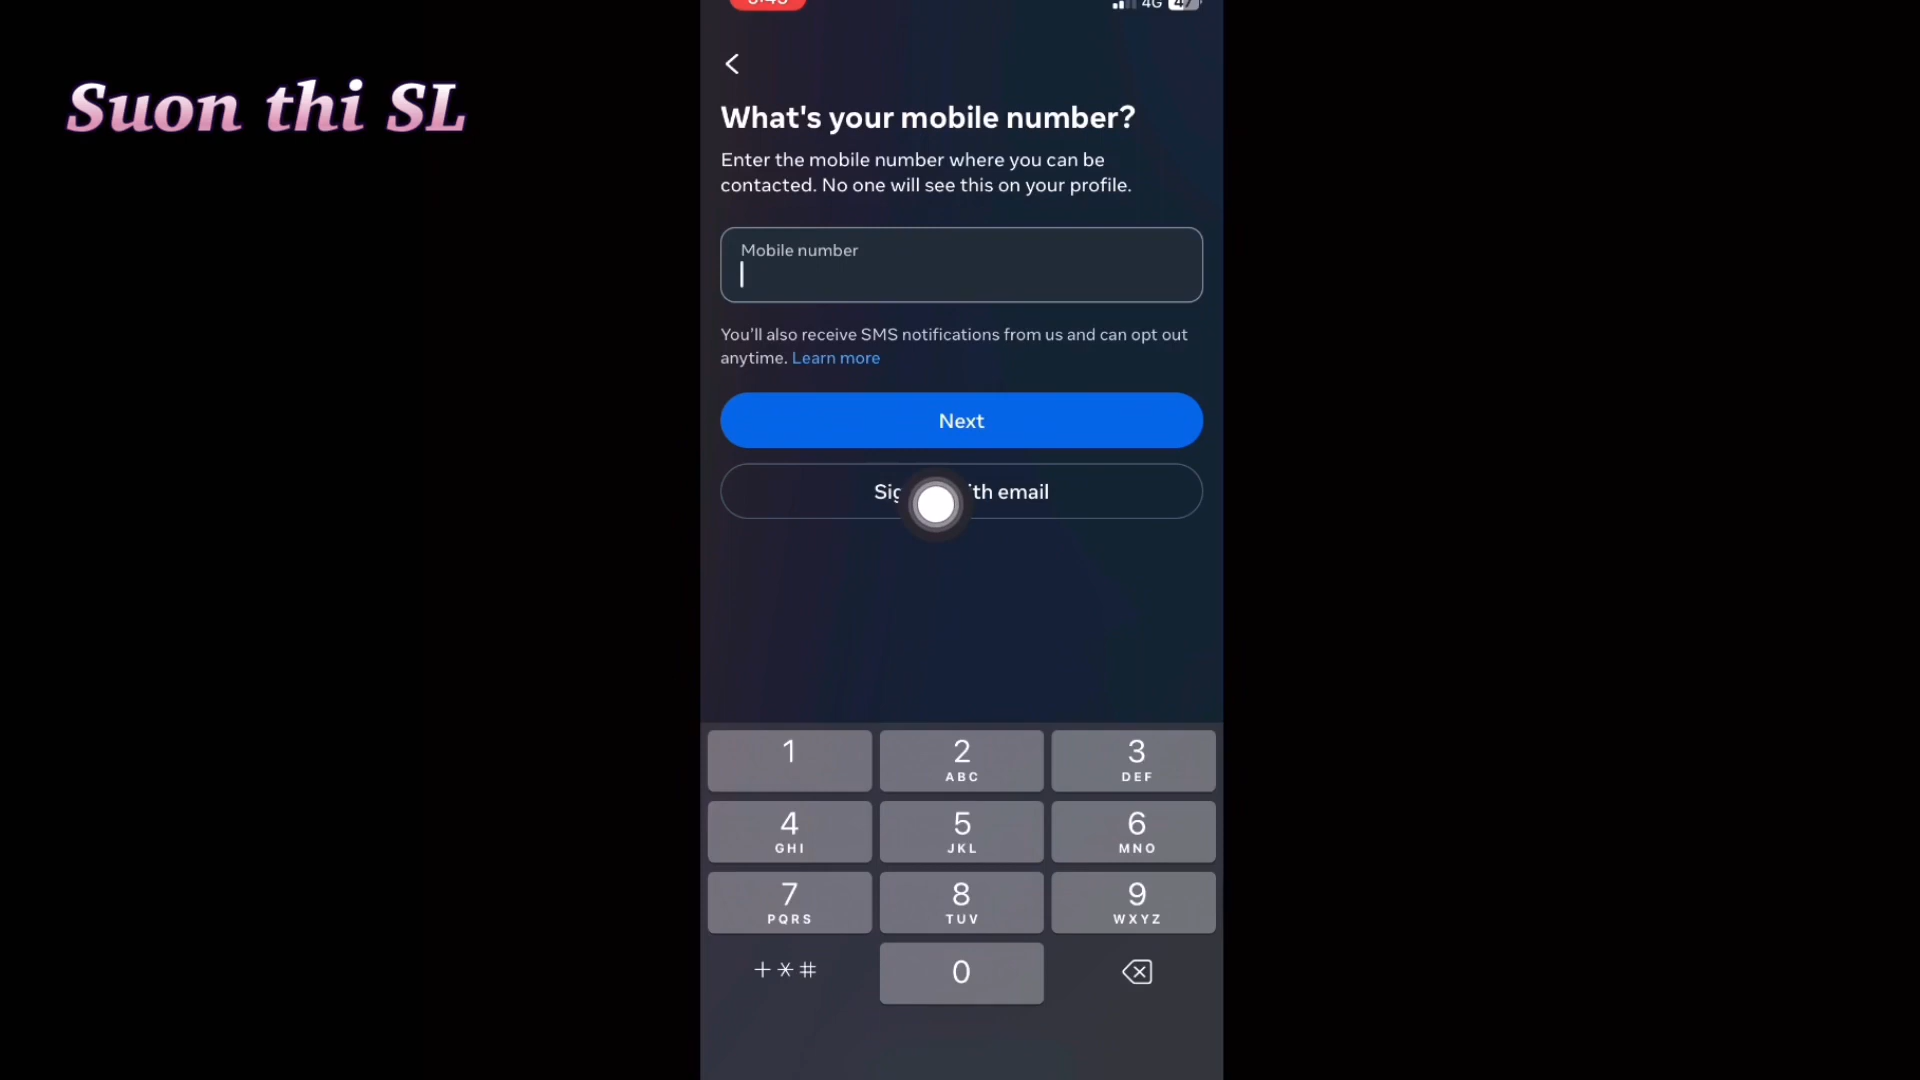 4G
Suon thi SL
What's your mobile number?
Enter the mobile number where you can be
contacted. No one will see this on your profile.
Mobile number
You'll also receive SMS notifications from us and can opt out
anytime. Learn more
Next
email
1
2
ABC
3
DEF
4
GHI
5
JKL
6
MNO
7
PQRS
8
TUV
9
WXYZ
+*#
0